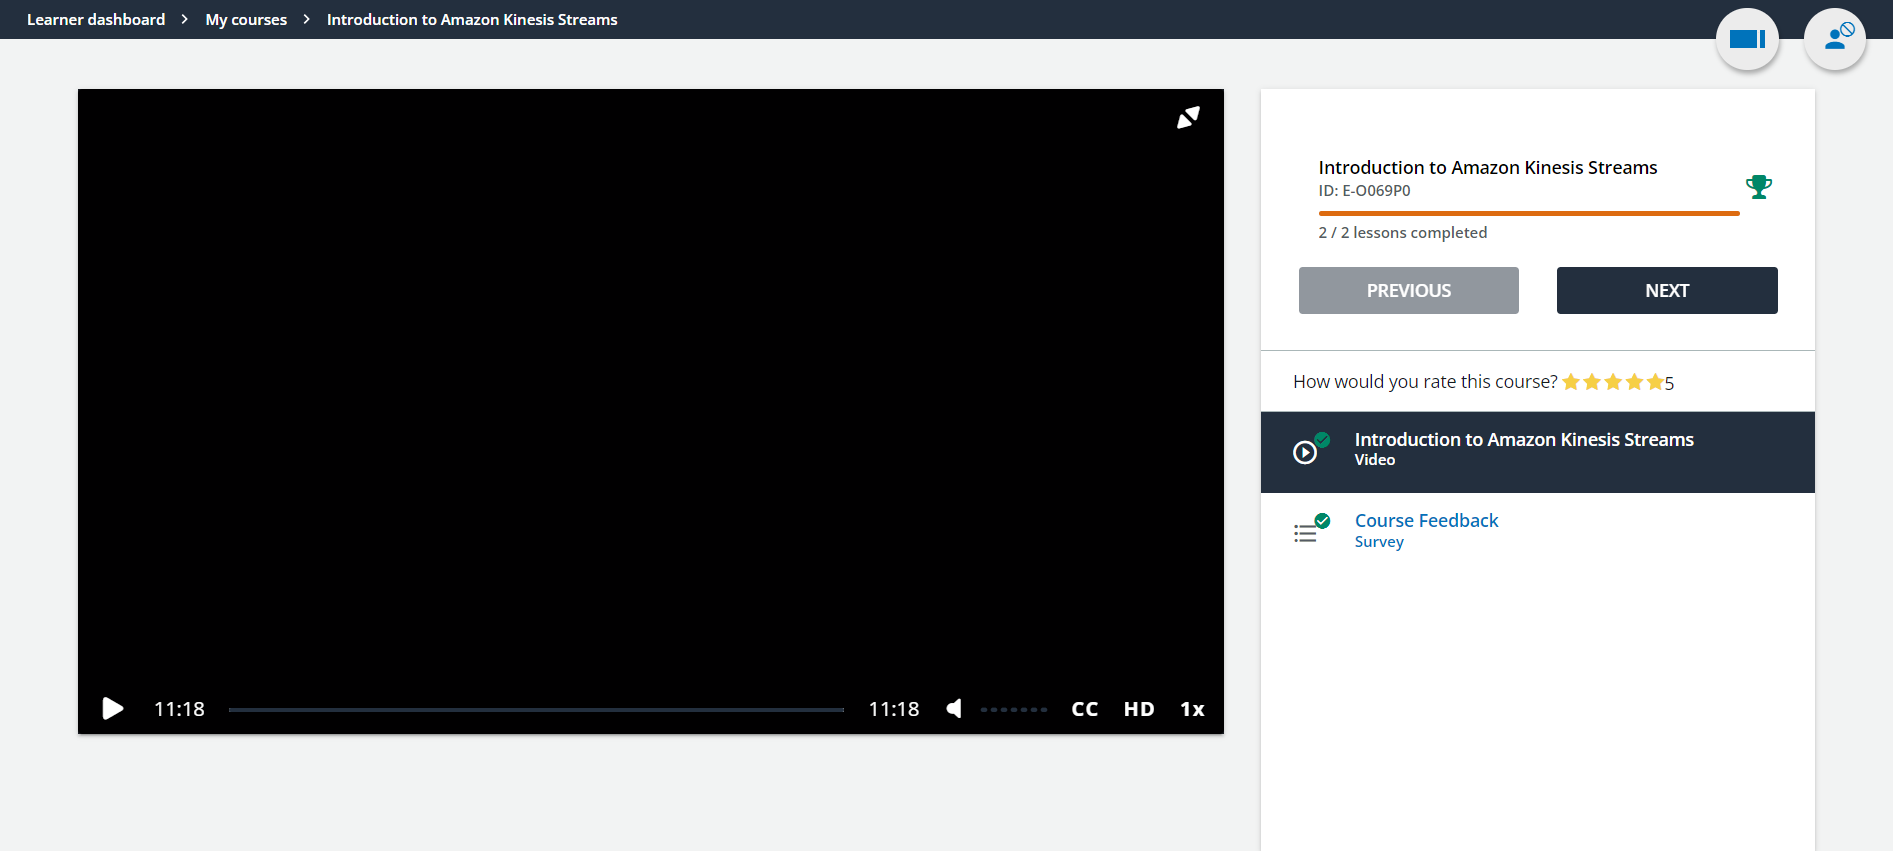 Learner dashboard > My courses > Introduction to Amazon Kinesis Streams
Introduction to Amazon Kinesis Streams
ID: E-O069P0
2 / 2 lessons completed
PREVIOUS NEXT
How would you rate this course? 5
Introduction to Amazon Kinesis Streams
Video
Course Feedback
Survey
11:18 11:18 CC HD 1x